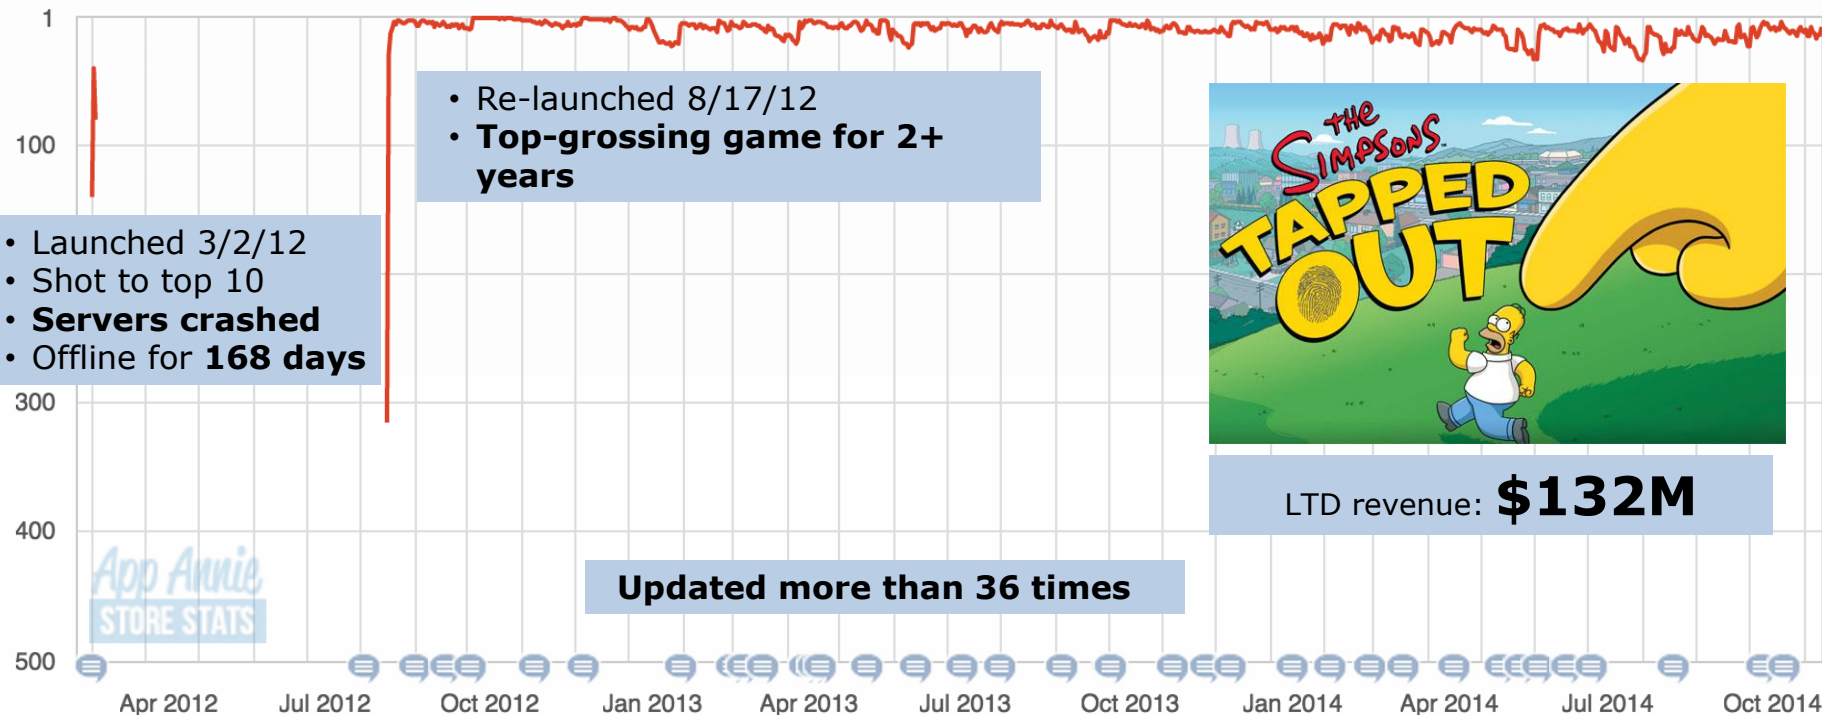 1
100
300
400
500
• Launched 3/2/12
• Shot to top 10
• Servers crashed
• Offline for 168 days
• Re-launched 8/17/12
• Top-grossing game for 2+
years
THE
SIMPSONS
TAPPED
OUT
LTD revenue: $132M
Updated more than 36 times
App Annie
STORE STATS
Apr 2012 Jul 2012 Oct 2012 Jan 2013 Apr 2013 Jul 2013 Oct 2013 Jan 2014 Apr 2014 Jul 2014 Oct 2014